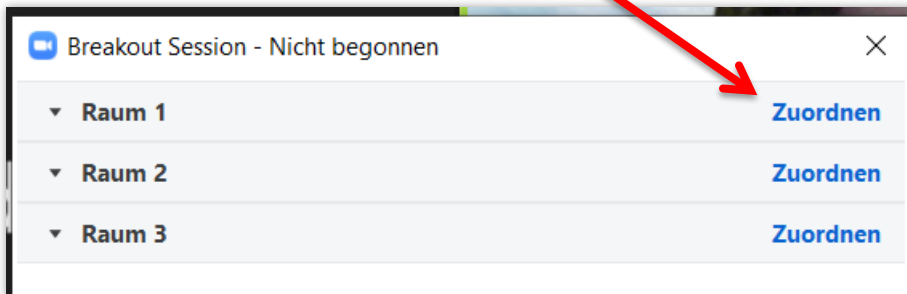 Breakout Session - Nicht begonnen
Raum 1 Zuordnen
Raum 2 Zuordnen
Raum 3 Zuordnen